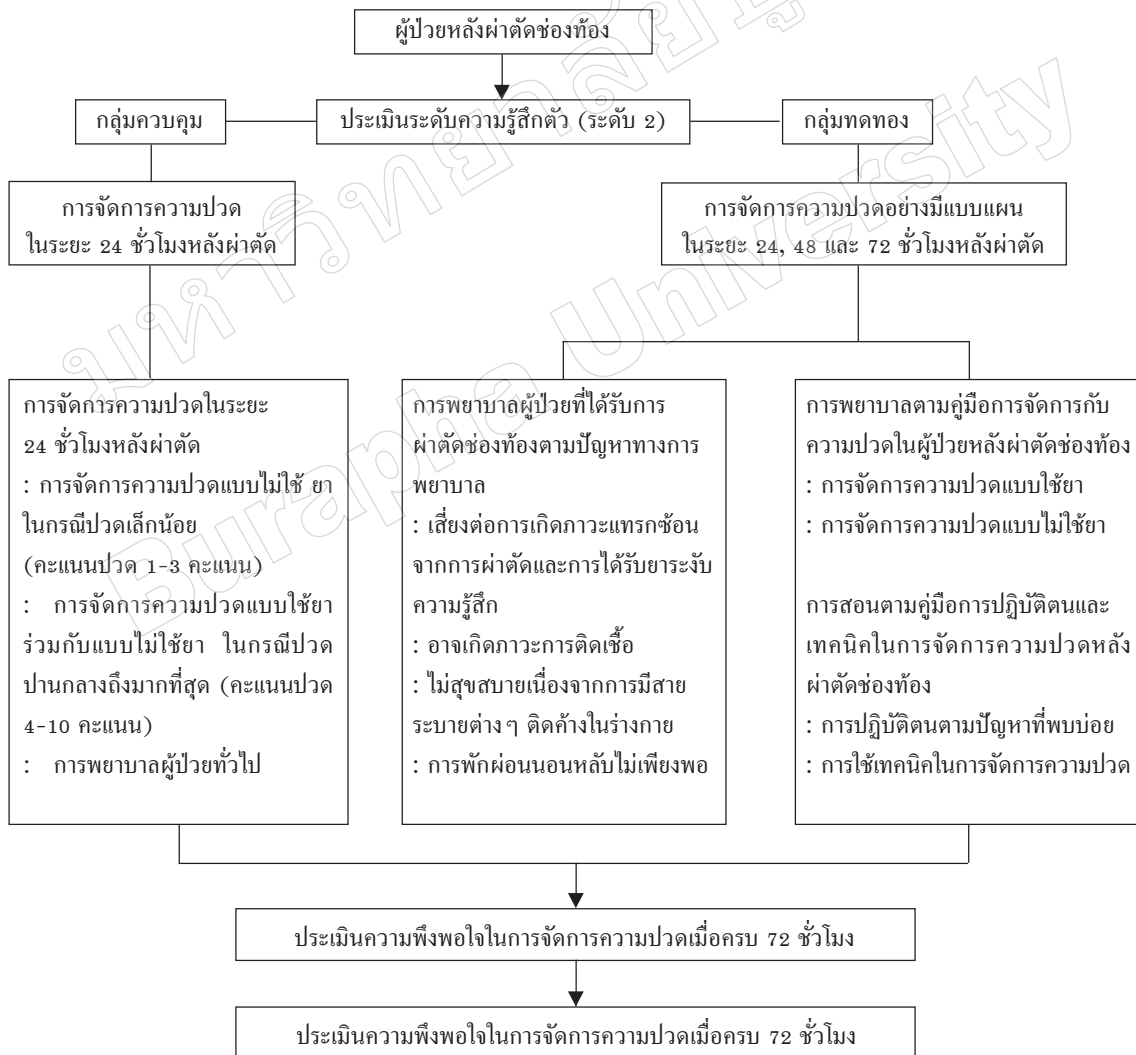 ผู้ป่วยหลังผ่าตัดช่องท้อง
กลุ่มควบคุม
ประเมินระดับความรู้สึกตัว (ระดับ 2)
กลุ่มทดทอง
การจัดการความปวด
ในระยะ 24 ชั่วโมงหลังผ่าตัด
การจัดการความปวดอย่างมีแบบแผน
ในระยะ 24, 48 และ 72 ชั่วโมงหลังผ่าตัด
การจัดการความปวดในระยะ
24 ชั่วโมงหลังผ่าตัด
: การจัดการความปวดแบบไม่ใช้ ยา
ในกรณีปวดเล็กน้อย
(คะแนนปวด 1-3 คะแนน)
: การจัดการความปวดแบบใช้ยา
ร่วมกับแบบไม่ใช้ยา ในกรณีปวด
ปานกลางถึงมากที่สุด (คะแนนปวด
4-10 คะแนน)
: การพยาบาลผู้ป่วยทั่วไป
การพยาบาลผู้ป่วยที่ได้รับการ
ผ่าตัดช่องท้องตามปัญหาทางการ
พยาบาล
: เสี่ยงต่อการเกิดภาวะแทรกซ้อน
จากการผ่าตัดและการได้รับยาระงับ
ความรู้สึก
: อาจเกิดภาวะการติดเชื้อ
: ไม่สุขสบายเนื่องจากการมีสาย
ระบายต่าง ๆ ติดค้างในร่างกาย
: การพักผ่อนนอนหลับไม่เพียงพอ
การพยาบาลตามคู่มือการจัดการกับ
ความปวดในผู้ป่วยหลังผ่าตัดช่องท้อง
: การจัดการความปวดแบบใช้ยา
: การจัดการความปวดแบบไม่ใช้ยา
การสอนตามคู่มือการปฏิบัติตนและ
เทคนิคในการจัดการความปวดหลัง
ผ่าตัดช่องท้อง
: การปฏิบัติตนตามปัญหาที่พบบ่อย
: การใช้เทคนิคในการจัดการความปวด
ประเมินความพึงพอใจในการจัดการความปวดเมื่อครบ 72 ชั่วโมง
ประเมินความพึงพอใจในการจัดการความปวดเมื่อครบ 72 ชั่วโมง
Burapha University